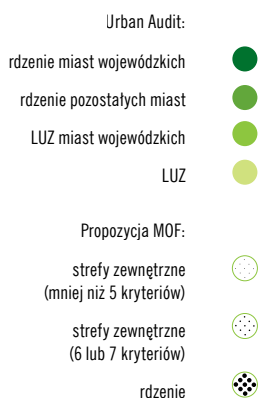 Urban Audit:
rdzenie miast wojewódzkich
rdzenie pozostałych miast
LUZ miast wojewódzkich
LUZ
Propozycja MOF:
strefy zewnętrzne
(mniej niż 5 kryteriów)
strefy zewnętrzne
(6 lub 7 kryteriów)
rdzenie